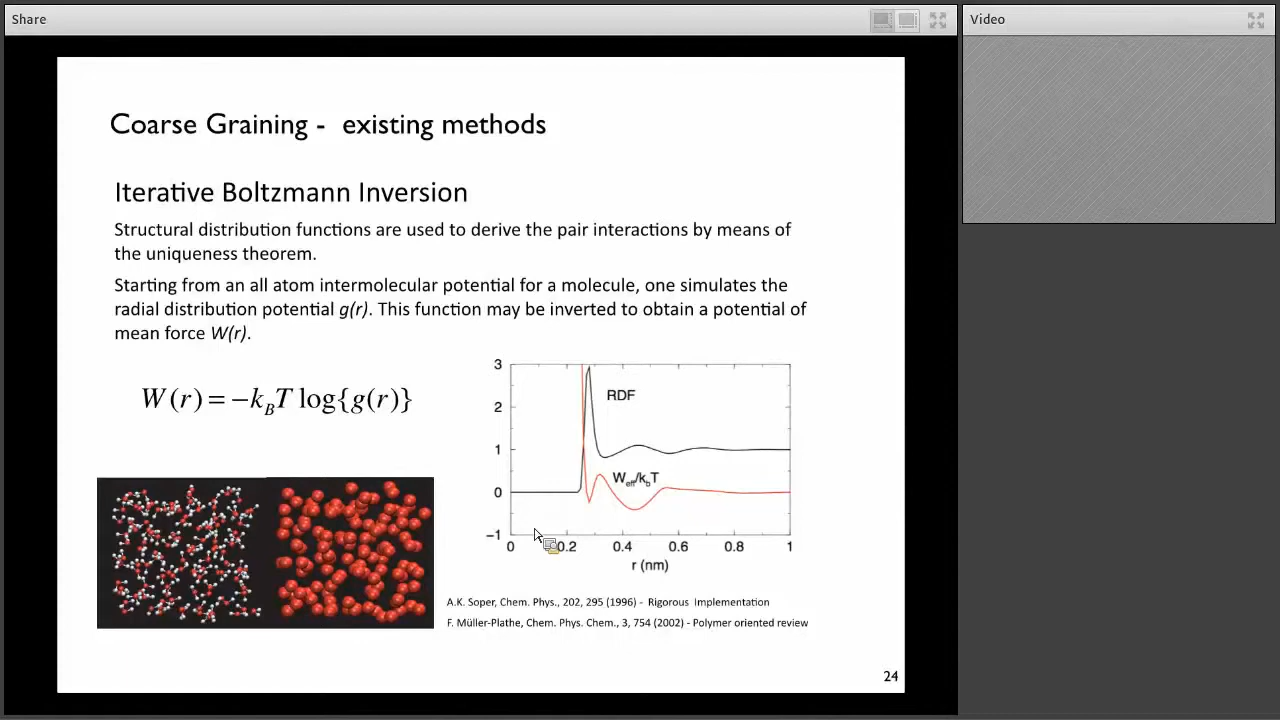 Share
Video
Coarse Graining - existing methods
Iterative Boltzmann Inversion
Structural distribution functions are used to derive the pair interactions by means of
the uniqueness theorem.
Starting from an all atom intermolecular potential for a molecule, one simulates the
radial distribution potential g(r). This function may be inverted to obtain a potential of
mean force W(r).
W(r) = −k_BT log{g(r)}
3
2
1
0
−1
RDF
W_eff/k_bT
0
0.2
0.4
0.6
0.8
1
r (nm)
A.K. Soper, Chem. Phys., 202, 295 (1996) - Rigorous Implementation
F. Müller-Plathe, Chem. Phys. Chem., 3, 754 (2002) - Polymer oriented review
24